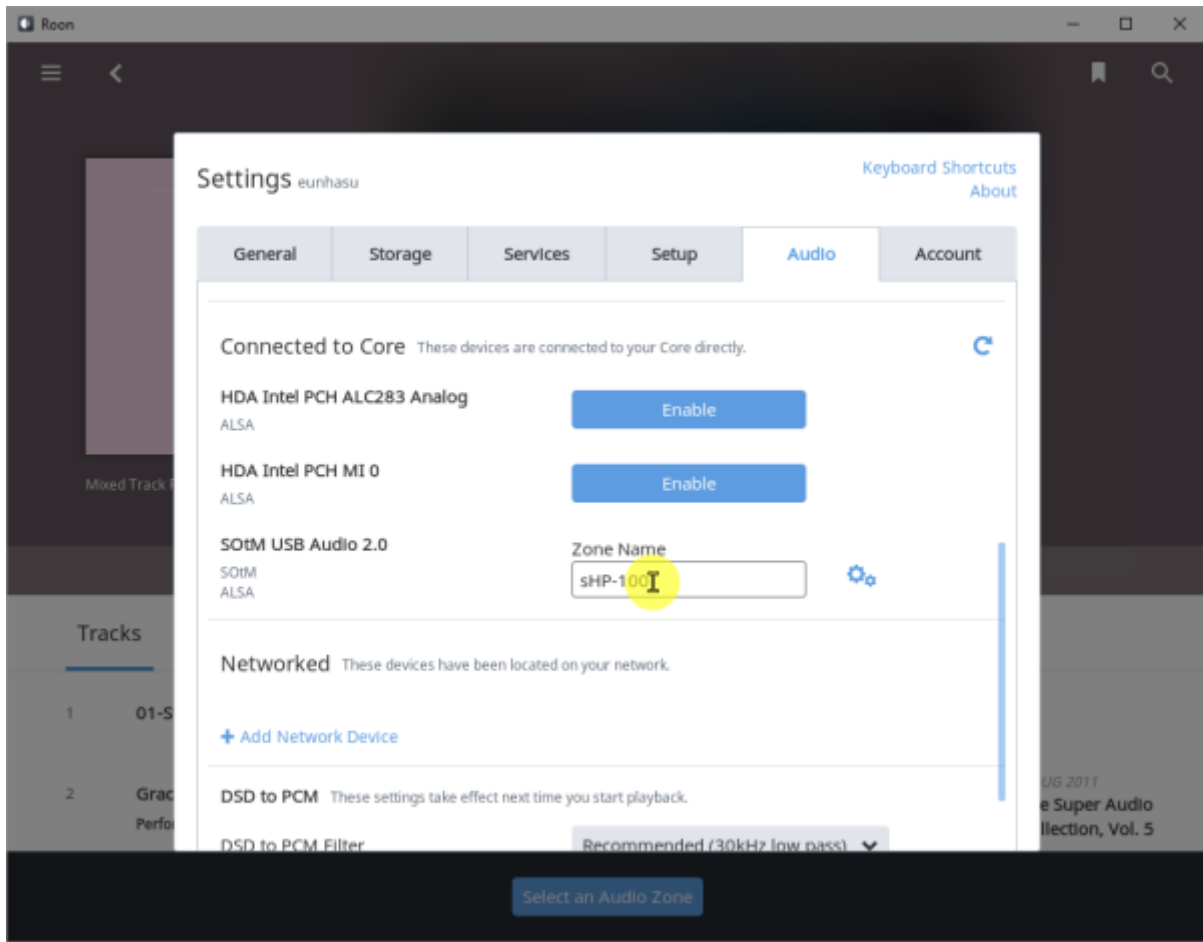 Roon
Settings eunhasu
Keyboard Shortcuts
About
General Storage Services Setup Audio Account
Connected to Core These devices are connected to your Core directly.
HDA Intel PCH ALC283 Analog
ALSA
Enable
HDA Intel PCH MI 0
ALSA
Enable
SOtM USB Audio 2.0
SOtM
ALSA
Zone Name
sHP-100
Networked These devices have been located on your network.
+ Add Network Device
DSD to PCM These settings take effect next time you start playback.
DSD to PCM Filter Recommended (30kHz low pass)
Mixed Track
Tracks
1 01-S
2 Grac
Perfo
UG 2011
e Super Audio
llection, Vol. 5
Select an Audio Zone